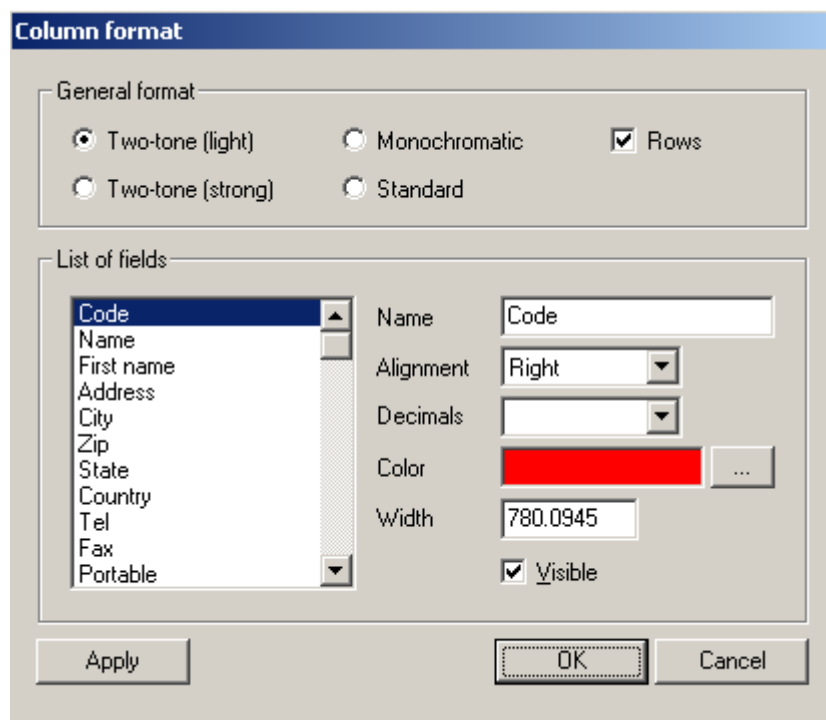 Column format
General format
Two-tone (light) Monochromatic Rows
Two-tone (strong) Standard
List of fields
Code
Name
First name
Address
City
Zip
State
Country
Tel
Fax
Portable
Name Code
Alignment Right
Decimals
Color ...
Width 780.0945
Visible
Apply OK Cancel